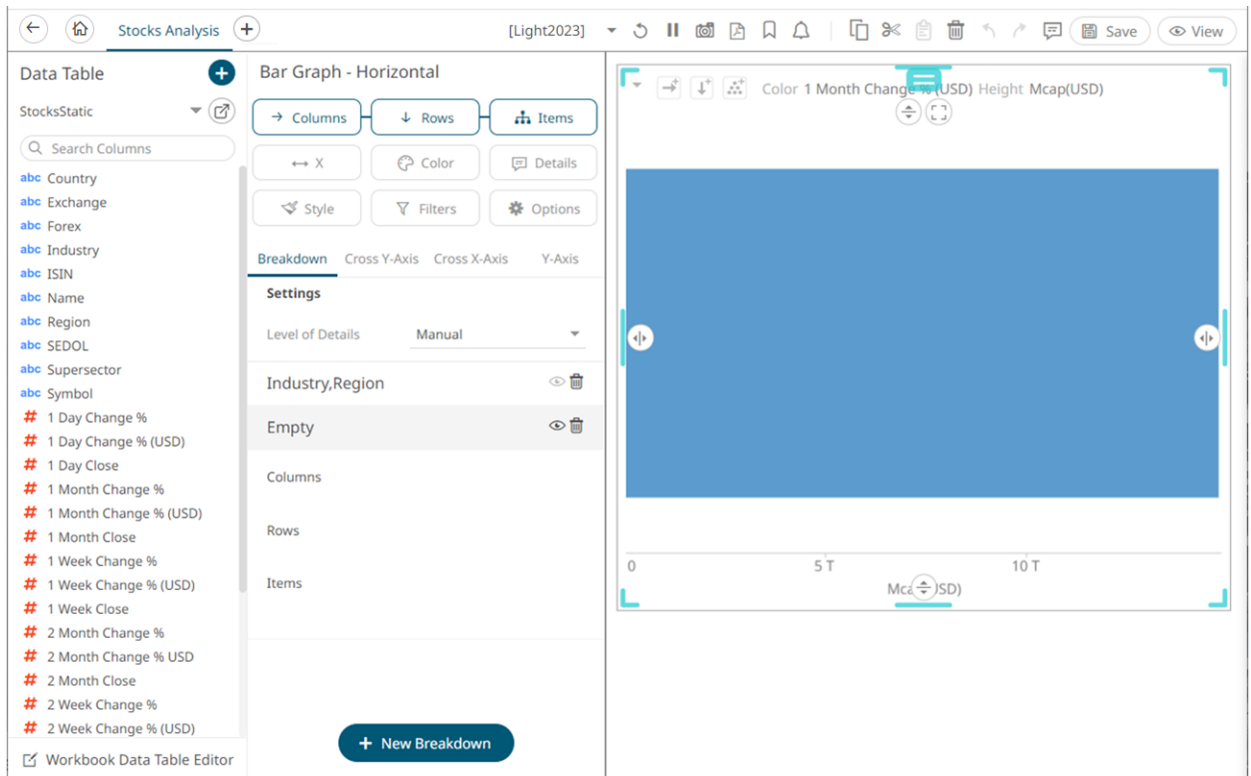 Stocks Analysis
[Light2023]
Save
View
Data Table
StocksStatic
Search Columns
abc Country
abc Exchange
abc Forex
abc Industry
abc ISIN
abc Name
abc Region
abc SEDOL
abc Supersector
abc Symbol
# 1 Day Change %
# 1 Day Change % (USD)
# 1 Day Close
# 1 Month Change %
# 1 Month Change % (USD)
# 1 Month Close
# 1 Week Change %
# 1 Week Change % (USD)
# 1 Week Close
# 2 Month Change %
# 2 Month Change % USD
# 2 Month Close
# 2 Week Change %
# 2 Week Change % (USD)
Workbook Data Table Editor
Bar Graph - Horizontal
Columns
Rows
Items
X
Color
Details
Style
Filters
Options
Breakdown
Cross Y-Axis
Cross X-Axis
Y-Axis
Settings
Level of Details
Manual
Industry,Region
Empty
Columns
Rows
Items
+ New Breakdown
Color 1 Month Change % (USD) Height Mcap(USD)
0
5 T
10 T